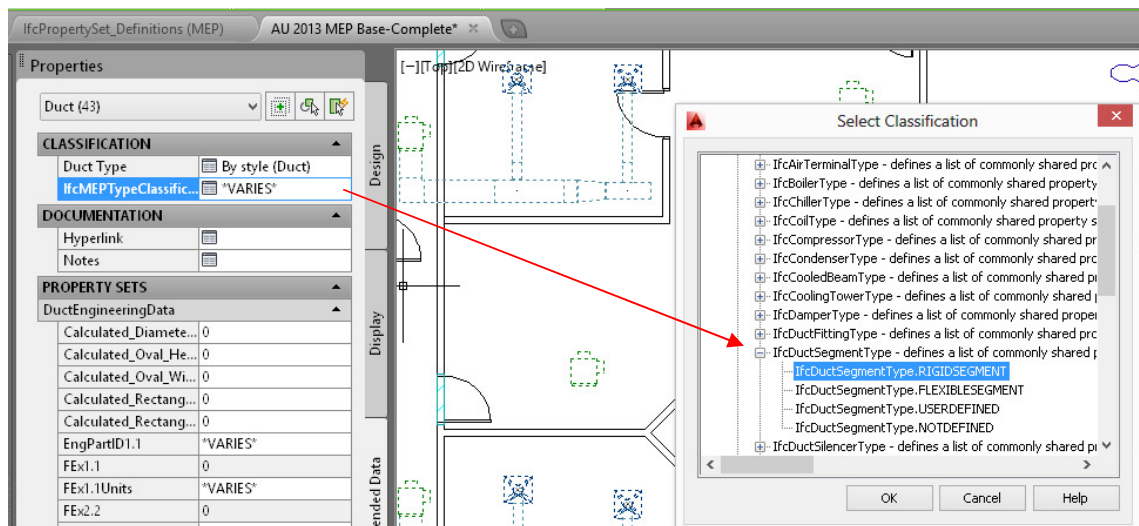 IfcPropertySet_Definitions (MEP)
AU 2013 MEP Base-Complete*
Properties
Duct (43)
CLASSIFICATION
Duct Type By style (Duct)
IfcMEPTypeClassific... *VARIES*
DOCUMENTATION
Hyperlink
Notes
PROPERTY SETS
DuctEngineeringData
Calculated_Diamete... 0
Calculated_Oval_He... 0
Calculated_Oval_Wi... 0
Calculated_Rectang... 0
Calculated_Rectang... 0
EngPartID1.1 *VARIES*
FEx1.1 0
FEx1.1Units *VARIES*
FEx2.2 0
Design
Display
ended Data
[−][Top][2D Wireframe]
Select Classification
IfcAirTerminalType - defines a list of commonly shared prc
IfcBoilerType - defines a list of commonly shared property
IfcChillerType - defines a list of commonly shared property
IfcCoilType - defines a list of commonly shared property s
IfcCompressorType - defines a list of commonly shared pr
IfcCondenserType - defines a list of commonly shared prc
IfcCooledBeamType - defines a list of commonly shared pr
IfcCoolingTowerType - defines a list of commonly shared
IfcDamperType - defines a list of commonly shared proper
IfcDuctFittingType - defines a list of commonly shared prc
IfcDuctSegmentType - defines a list of commonly shared p
IfcDuctSegmentType.RIGIDSEGMENT
IfcDuctSegmentType.FLEXIBLESEGMENT
IfcDuctSegmentType.USERDEFINED
IfcDuctSegmentType.NOTDEFINED
IfcDuctSilencerType - defines a list of commonly shared pr
OK Cancel Help